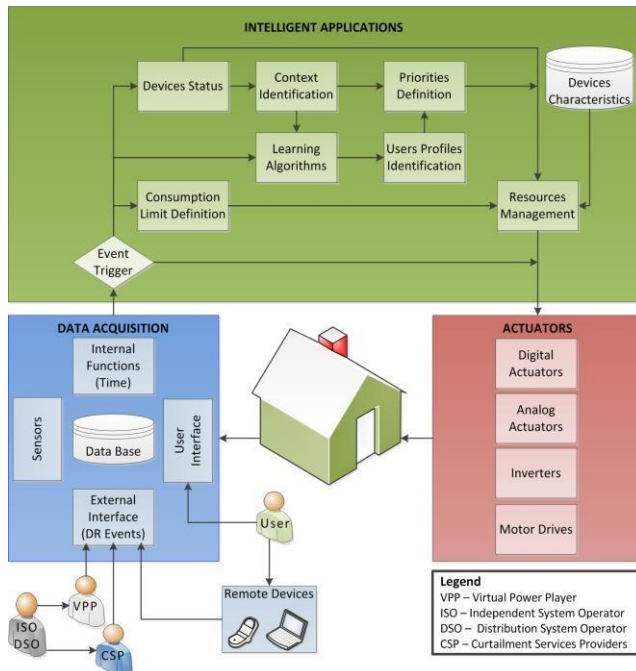 INTELLIGENT APPLICATIONS
Devices Status
Context
Identification
Priorities
Definition
Devices
Characteristics
Learning
Algorithms
Users Profiles
Identification
Consumption
Limit Definition
Resources
Management
Event
Trigger
DATA ACQUISITION
Internal
Functions
(Time)
Sensors
Data Base
User
Interface
External
Interface
(DR Events)
ACTUATORS
Digital
Actuators
Analog
Actuators
Inverters
Motor Drives
User
Remote Devices
VPP
ISO
DSO
CSP
Legend
VPP – Virtual Power Player
ISO – Independent System Operator
DSO – Distribution System Operator
CSP – Curtailment Services Providers